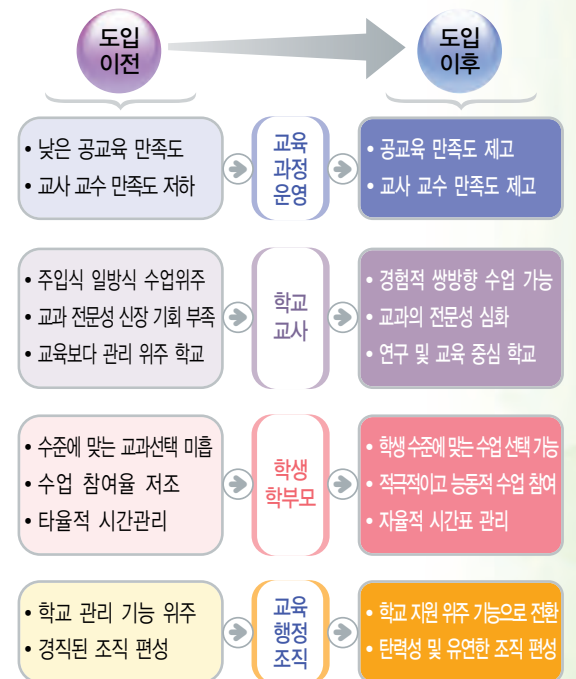 도입
이전
도입
이후
• 낮은 공교육 만족도
• 교사 교수 만족도 저하
교육
과정
운영
• 공교육 만족도 제고
• 교사 교수 만족도 제고
• 주입식 일방식 수업위주
• 교과 전문성 신장 기회 부족
• 교육보다 관리 위주 학교
학교
교사
• 경험적 쌍방향 수업 가능
• 교과의 전문성 심화
• 연구 및 교육 중심 학교
• 수준에 맞는 교과선택 미흡
• 수업 참여율 저조
• 타율적 시간관리
학생
학부모
• 학생 수준에 맞는 수업 선택 기능
• 적극적이고 능동적 수업 참여
• 자율적 시간표 관리
• 학교 관리 기능 위주
• 경직된 조직 편성
교육
행정
조직
• 학교 지원 위주 기능으로 전환
• 탄력성 및 유연한 조직 편성